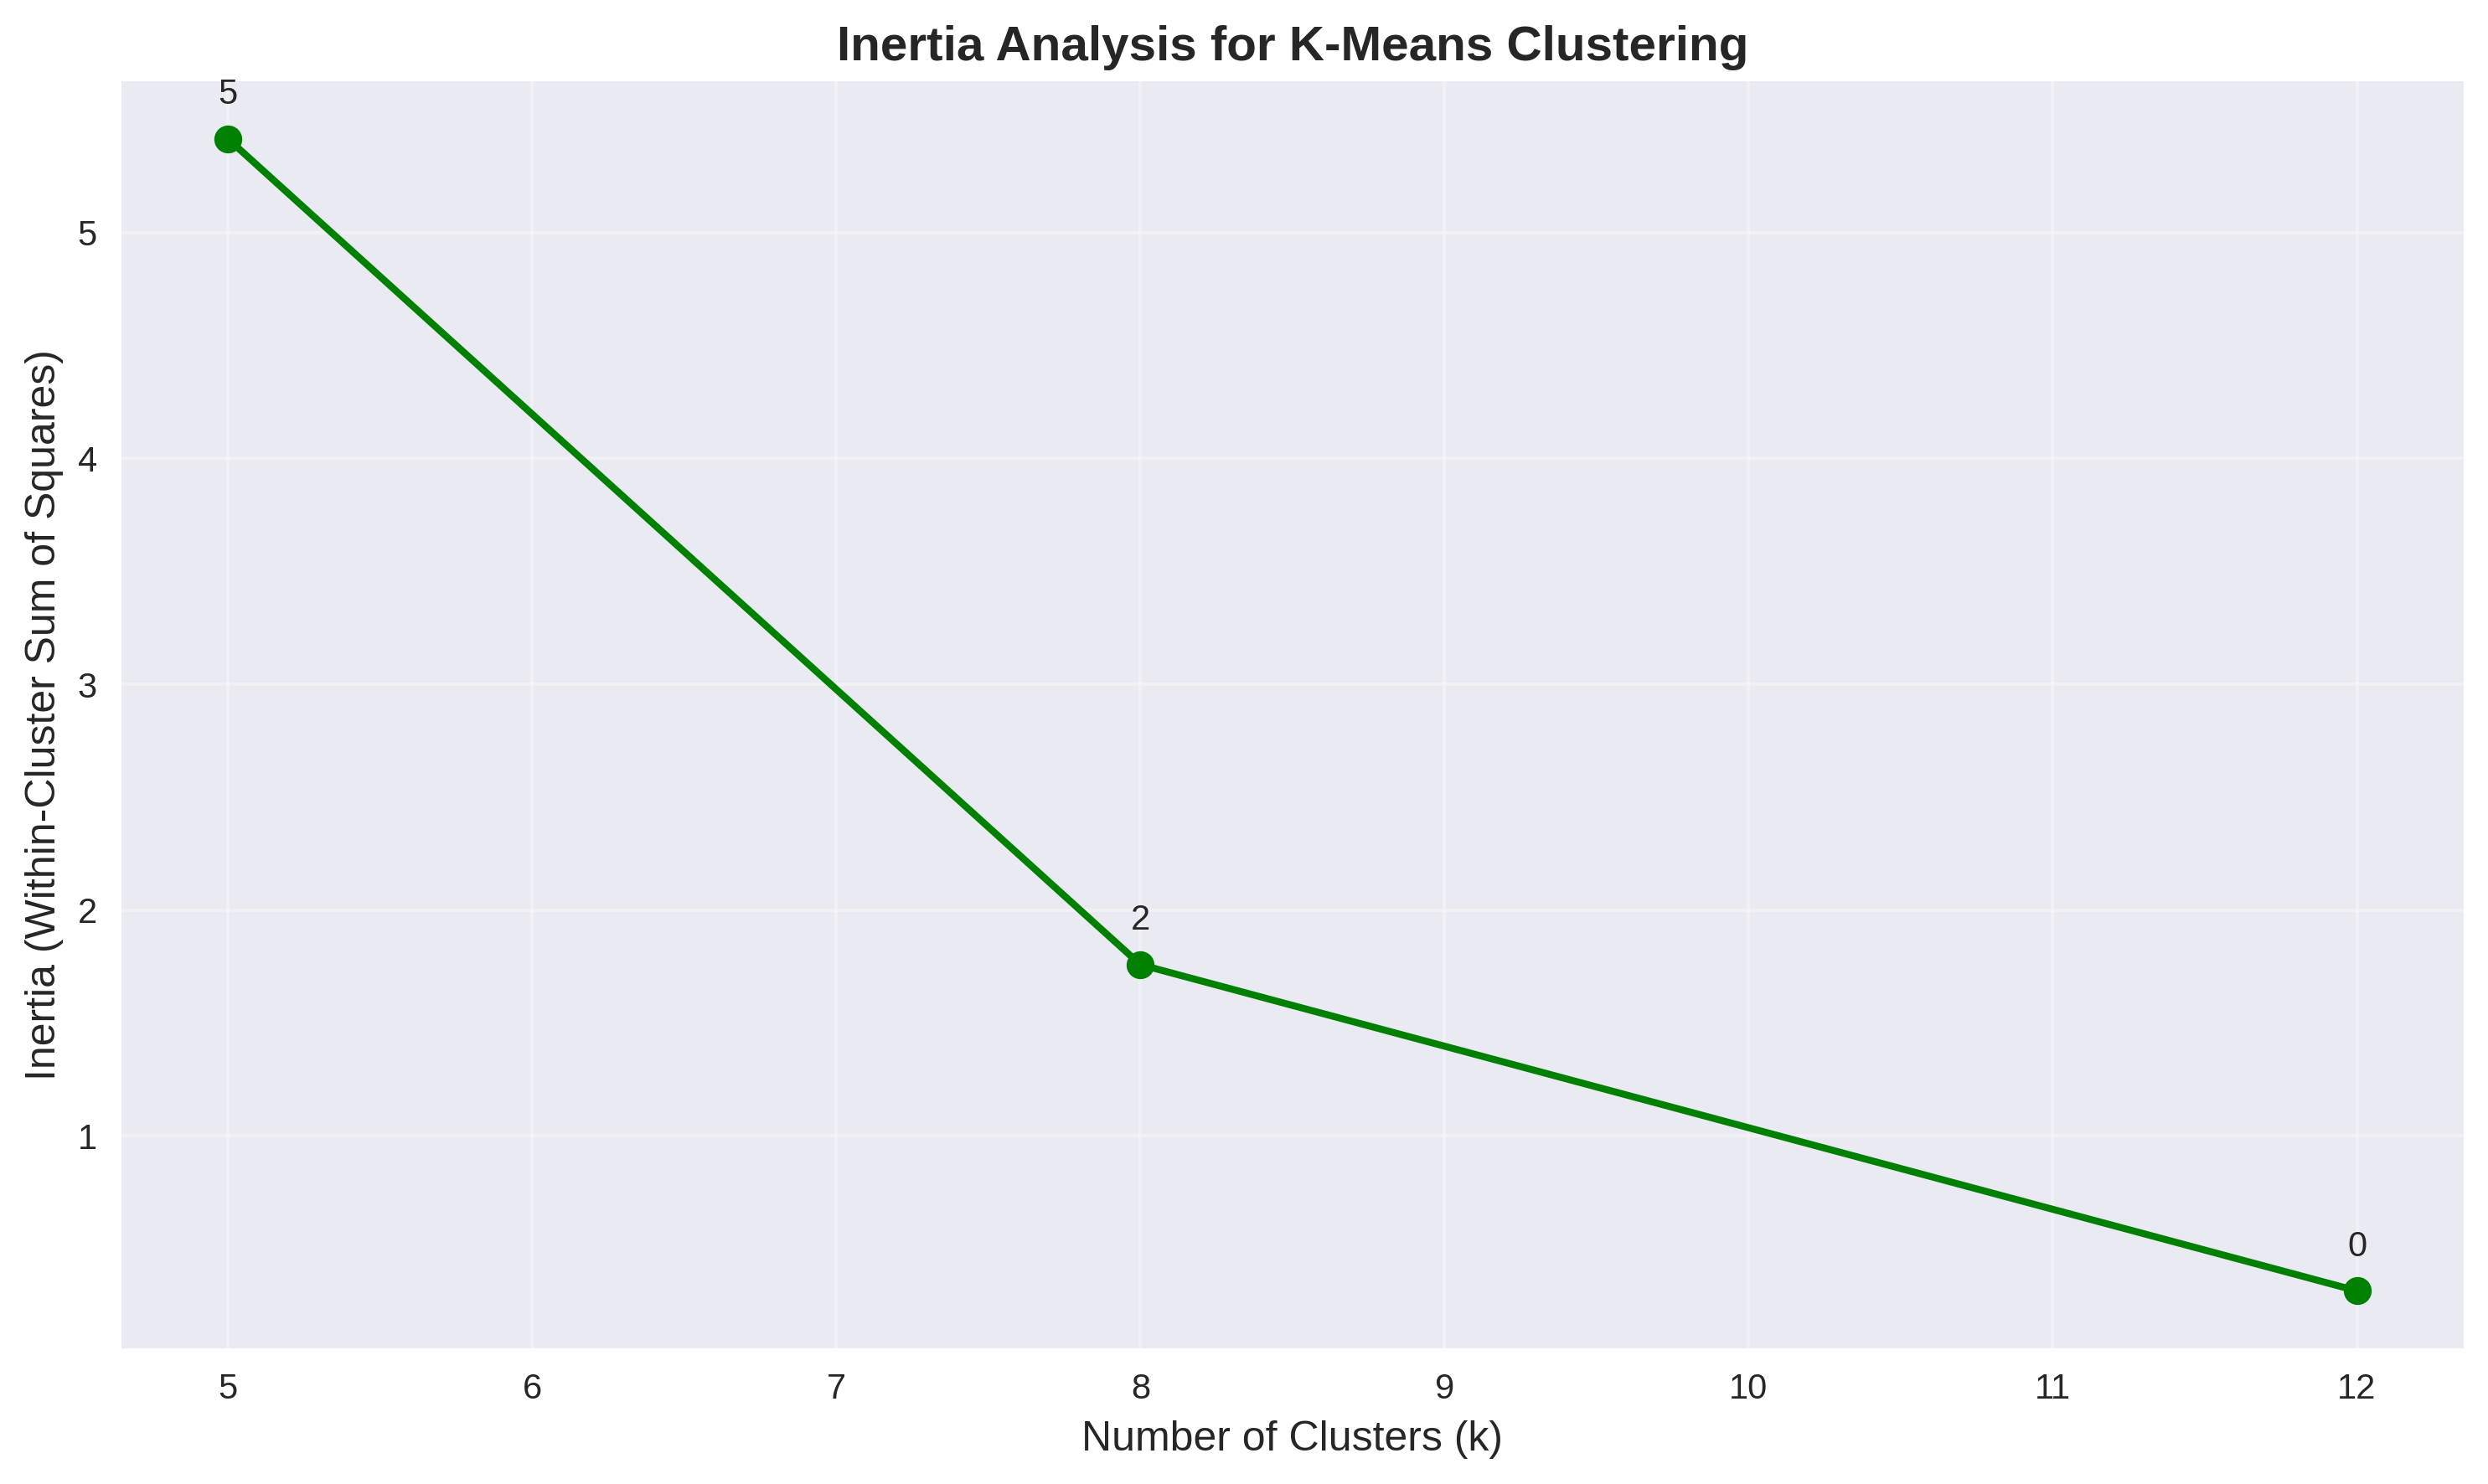 Inertia Analysis for K-Means Clustering
5
5
4
3
2
2
1
0
5 6 7 8 9 10 11 12
Number of Clusters (k)
Inertia (Within-Cluster Sum of Squares)